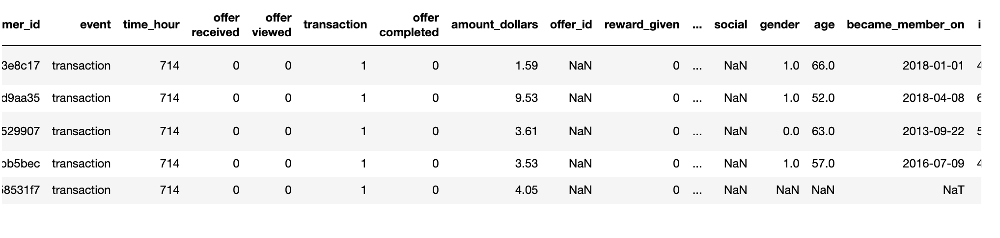 mer_id event time_hour offer received offer viewed transaction offer completed amount_dollars offer_id reward_given ... social gender age became_member_on i
3e8c17 transaction 714 0 0 1 0 1.59 NaN 0 ... NaN 1.0 66.0 2018-01-01 4
d9aa35 transaction 714 0 0 1 0 9.53 NaN 0 ... NaN 1.0 52.0 2018-04-08 6
529907 transaction 714 0 0 1 0 3.61 NaN 0 ... NaN 0.0 63.0 2013-09-22 5
bb5bec transaction 714 0 0 1 0 3.53 NaN 0 ... NaN 1.0 57.0 2016-07-09 4
58531f7 transaction 714 0 0 1 0 4.05 NaN 0 ... NaN NaN NaN NaT